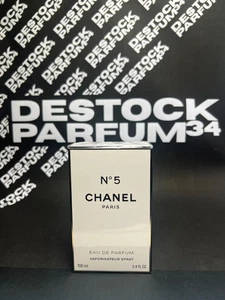 DESTOCK
PARFUM34
N°5
CHANEL
PARIS
EAU DE PARFUM
VAPORISATEUR SPRAY
100 ml 3.4 FL.OZ.